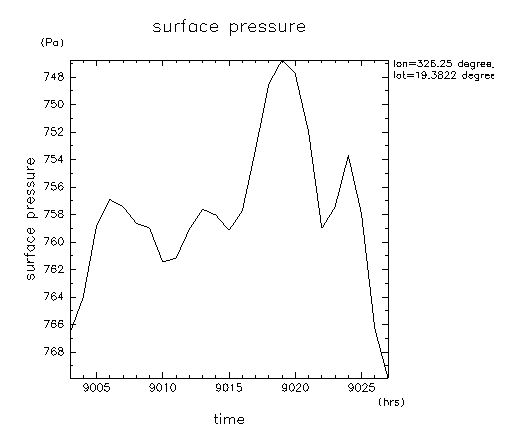 surface pressure
(Pa)
lon=326.25 degree,
lat=19.3822 degree
748
750
752
754
756
758
760
762
764
766
768
surface pressure
9005 9010 9015 9020 9025
(hrs)
time